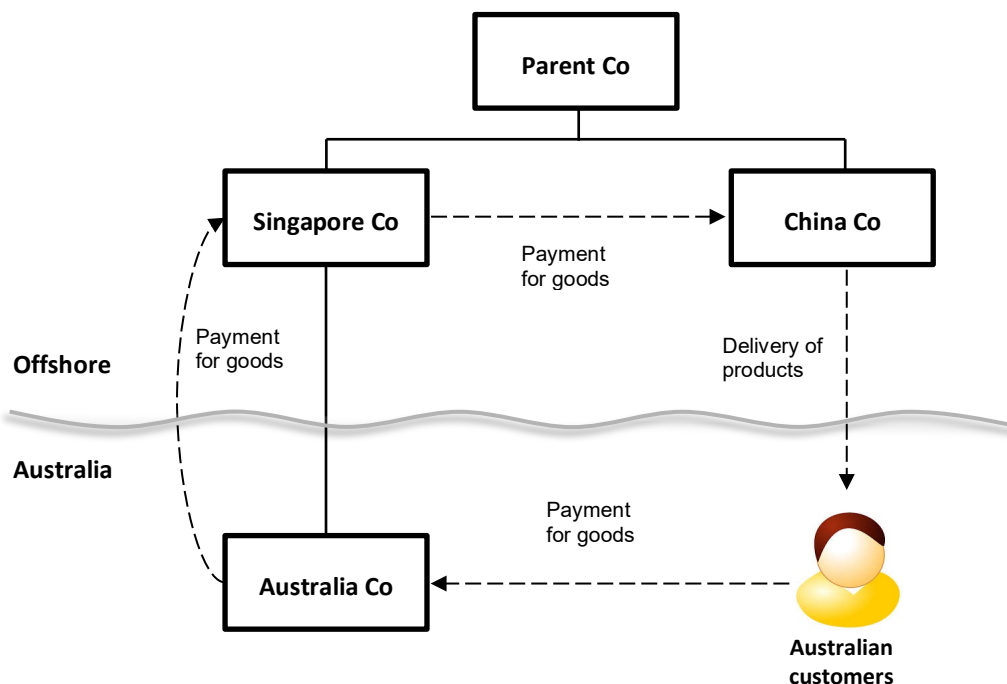 Parent Co
Singapore Co
China Co
Payment
for goods
Payment
for goods
Delivery of
products
Offshore
Australia
Payment
for goods
Australia Co
Australian
customers